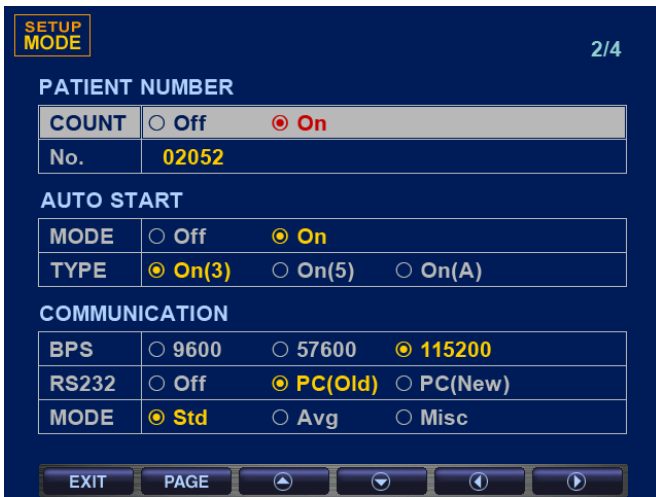 SETUP
MODE
2/4
PATIENT NUMBER
COUNT Off On
No. 02052
AUTO START
MODE Off On
TYPE On(3) On(5) On(A)
COMMUNICATION
BPS 9600 57600 115200
RS232 Off PC(Old) PC(New)
MODE Std Avg Misc
EXIT PAGE